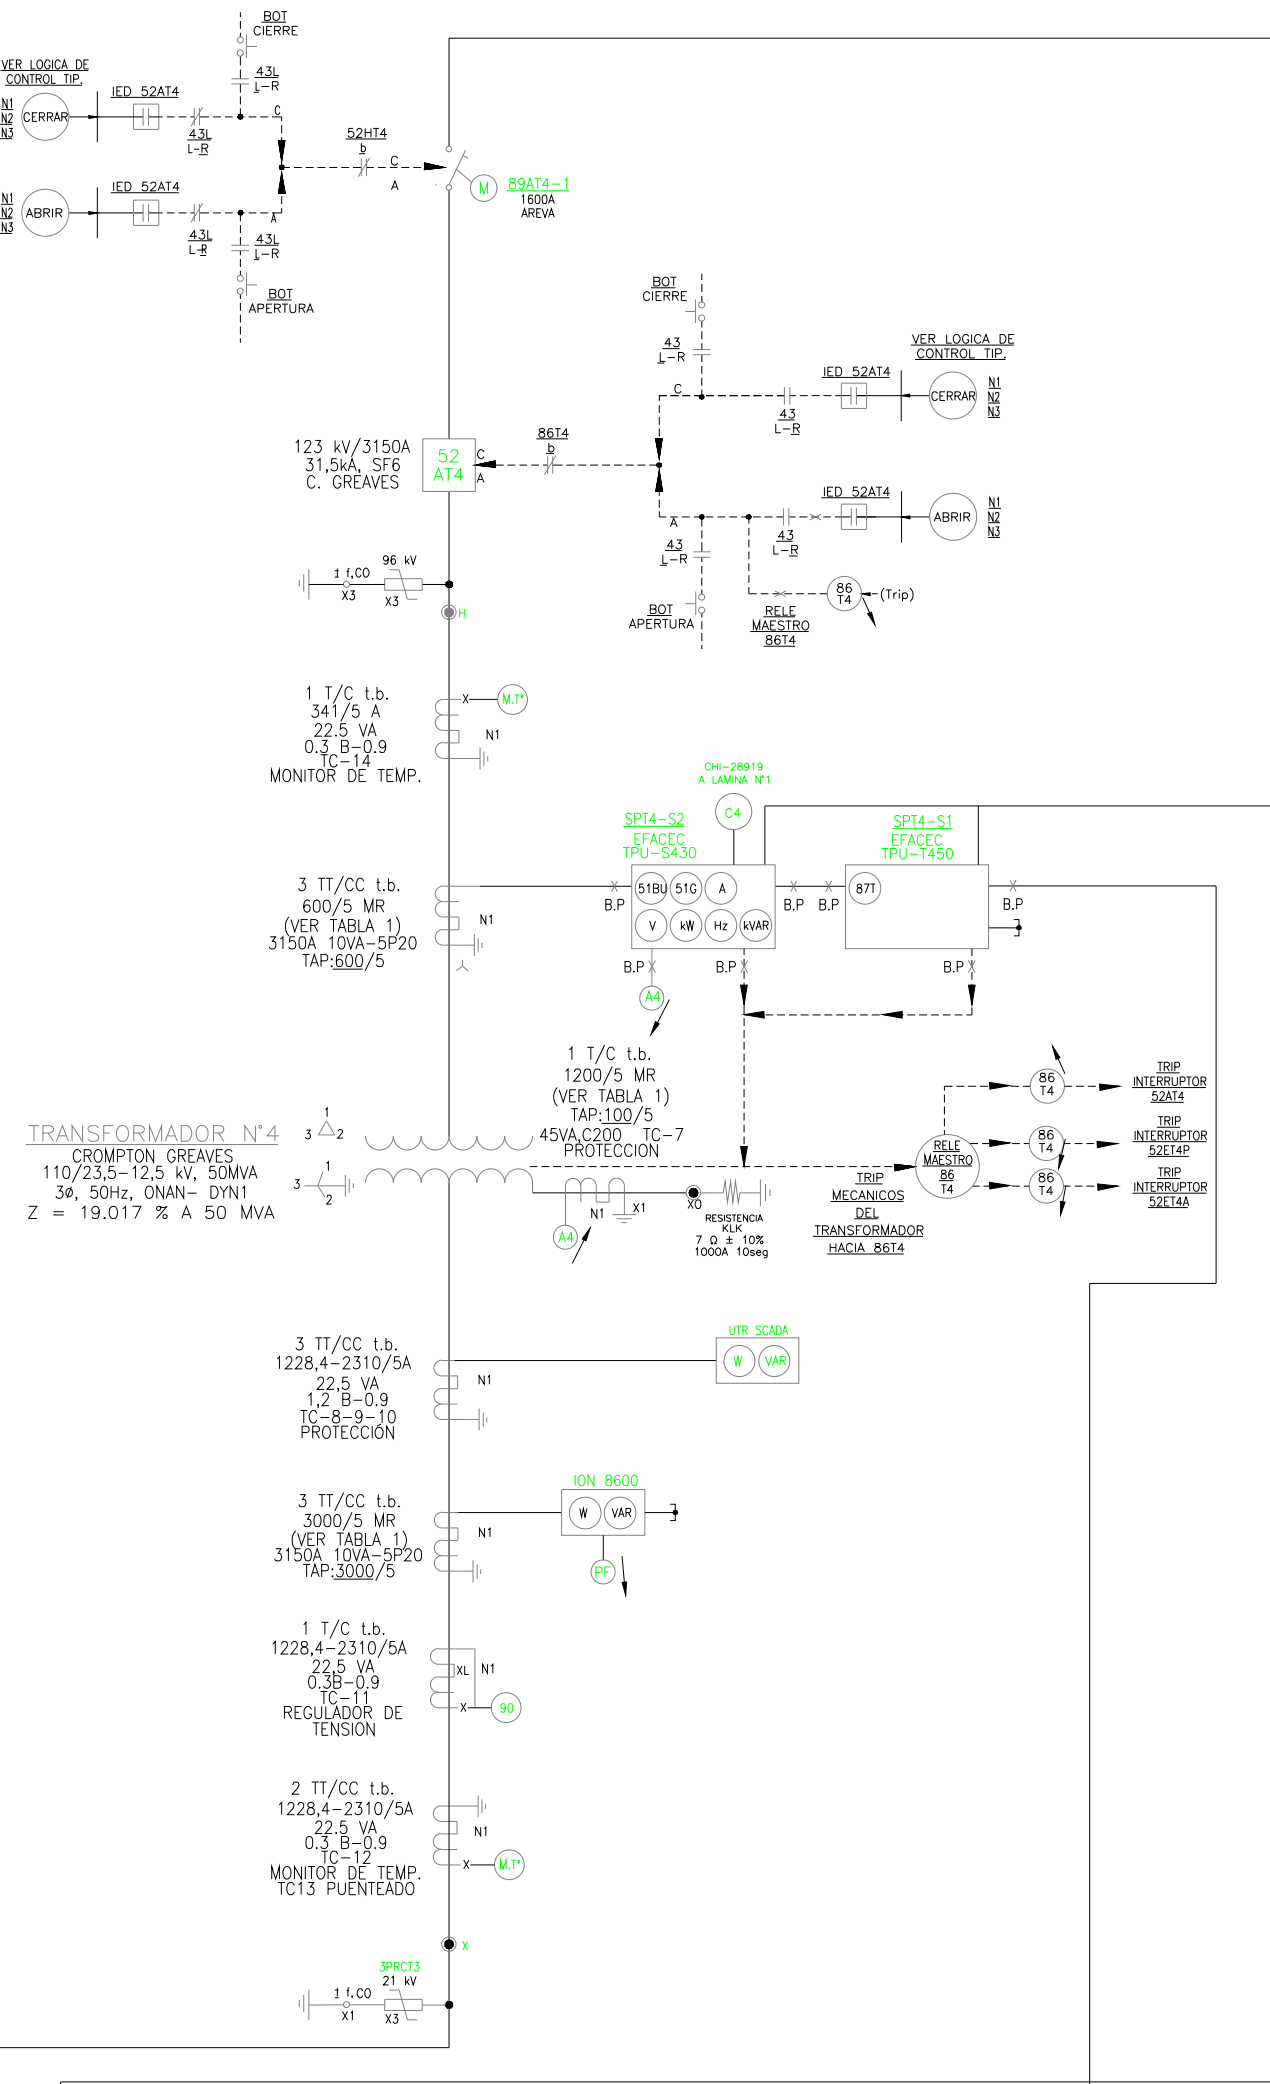 BOT
CIERRE
VER LOGICA DE
CONTROL TIP.
43L
L-R
IED 52AT4
N1
N2
N3
CERRAR
C
43L
L-R
52HT4
b
C
A
M
89AT4-1
1600A
AREVA
IED 52AT4
N1
N2
N3
ABRIR
A
43L
L-R
43L
L-R
BOT
APERTURA
BOT
CIERRE
43
L-R
VER LOGICA DE
CONTROL TIP.
IED 52AT4
C
CERRAR
N1
N2
N3
43
L-R
123 kV/3150A
31,5kA, SF6
C. GREAVES
52
AT4
C
A
86T4
b
IED 52AT4
A
ABRIR
N1
N2
N3
43
L-R
43
L-R
BOT
APERTURA
RELE
MAESTRO
86T4
86
T4
(Trip)
1 f,CO
X3
96 kV
X3
H
1 T/C t.b.
341/5 A
22.5 VA
0.3 B-0.9
TC-14
MONITOR DE TEMP.
X
M.T°
N1
CHI-28919
A LAMINA N°1
C4
SPT4-S2
EFACEC
TPU-S430
SPT4-S1
EFACEC
TPU-T450
3 TT/CC t.b.
600/5 MR
(VER TABLA 1)
3150A 10VA-5P20
TAP:600/5
N1
B.P
51BU
51G
A
V
kW
Hz
kVAR
B.P
B.P
87T
B.P
B.P
B.P
B.P
A4
1 T/C t.b.
1200/5 MR
(VER TABLA 1)
TAP:100/5
45VA,C200 TC-7
PROTECCION
TRANSFORMADOR N°4
CROMPTON GREAVES
110/23,5-12,5 kV, 50MVA
3ø, 50Hz, ONAN- DYN1
Z = 19.017 % A 50 MVA
1
3
2
1
3
2
N1
X1
A4
X0
RESISTENCIA
KLK
7 Ω ± 10%
1000A 10seg
TRIP
MECANICOS
DEL
TRANSFORMADOR
HACIA 86T4
RELE
MAESTRO
86
T4
86
T4
TRIP
INTERRUPTOR
52AT4
86
T4
TRIP
INTERRUPTOR
52ET4P
86
T4
TRIP
INTERRUPTOR
52ET4A
3 TT/CC t.b.
1228,4-2310/5A
22,5 VA
1,2 B-0.9
TC-8-9-10
PROTECCIÓN
N1
UTR SCADA
W
VAR
3 TT/CC t.b.
3000/5 MR
(VER TABLA 1)
3150A 10VA-5P20
TAP:3000/5
N1
ION 8600
W
VAR
PF
1 T/C t.b.
1228,4-2310/5A
22,5 VA
0.3B-0.9
TC-11
REGULADOR DE
TENSION
XL
N1
X
90
2 TT/CC t.b.
1228,4-2310/5A
22.5 VA
0.3 B-0.9
TC-12
MONITOR DE TEMP.
TC13 PUENTEADO
N1
X
M.T°
X
3PRCT3
21 kV
1 f,CO
X1
X3